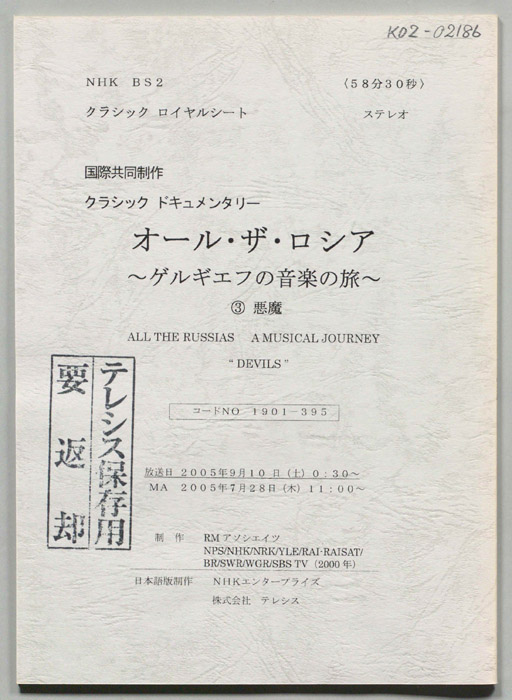 K02-02186
NHK BS2
〈58分30秒〉
クラシック ロイヤルシート
ステレオ
国際共同制作
クラシック ドキュメンタリー
オール・ザ・ロシア
～ゲルギエフの音楽の旅～
③ 悪魔
ALL THE RUSSIAS A MUSICAL JOURNEY
“DEVILS”
コードNO 1901-395
テレシス保存用
要返却
放送日 2005年9月10日(土)0:30～
MA 2005年7月28日(木)11:00～
制作 RMアソシエイツ
NPS/NHK/NRK/YLE/RAI・RAISAT/
BR/SWR/WGR/SBS TV (2000年)
日本語版制作 NHKエンタープライズ
株式会社 テレシス